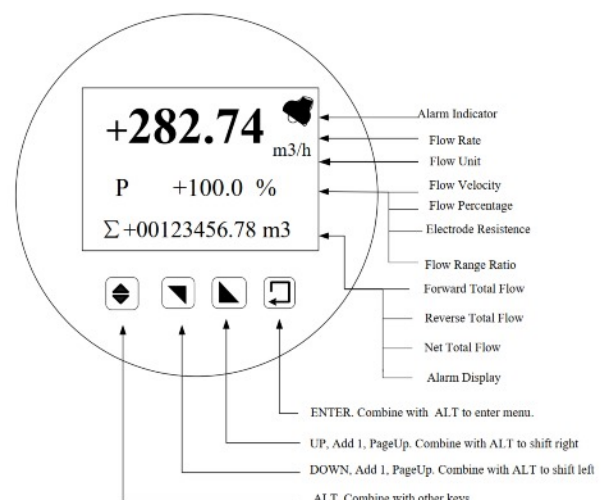 +282.74
m3/h
P +100.0 %
∑+00123456.78 m3
Alarm Indicator
Flow Rate
Flow Unit
Flow Velocity
Flow Percentage
Electrode Resistence
Flow Range Ratio
Forward Total Flow
Reverse Total Flow
Net Total Flow
Alarm Display
ENTER. Combine with ALT to enter menu.
UP, Add 1, PageUp. Combine with ALT to shift right
DOWN, Add 1, PageUp. Combine with ALT to shift left
ALT. Combine with other keys